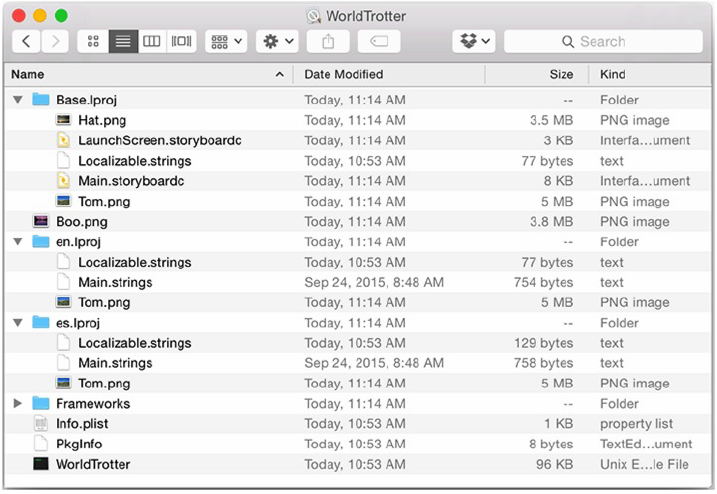 WorldTrotter
Search
Name Date Modified Size Kind
Base.lproj Today, 11:14 AM -- Folder
Hat.png Today, 11:14 AM 3.5 MB PNG image
LaunchScreen.storyboardc Today, 11:14 AM 3 KB Interfa...ument
Localizable.strings Today, 10:53 AM 77 bytes text
Main.storyboardc Today, 11:14 AM 8 KB Interfa...ument
Tom.png Today, 11:14 AM 5 MB PNG image
Boo.png Today, 11:14 AM 3.8 MB PNG image
en.lproj Today, 11:14 AM -- Folder
Localizable.strings Today, 10:53 AM 77 bytes text
Main.strings Sep 24, 2015, 8:48 AM 754 bytes text
Tom.png Today, 11:14 AM 5 MB PNG image
es.lproj Today, 11:14 AM -- Folder
Localizable.strings Today, 10:53 AM 129 bytes text
Main.strings Sep 24, 2015, 8:48 AM 758 bytes text
Tom.png Today, 11:14 AM 5 MB PNG image
Frameworks Today, 11:14 AM -- Folder
Info.plist Today, 10:53 AM 1 KB property list
PkgInfo Today, 10:53 AM 8 bytes TextEd...ument
WorldTrotter Today, 10:53 AM 96 KB Unix E...le File